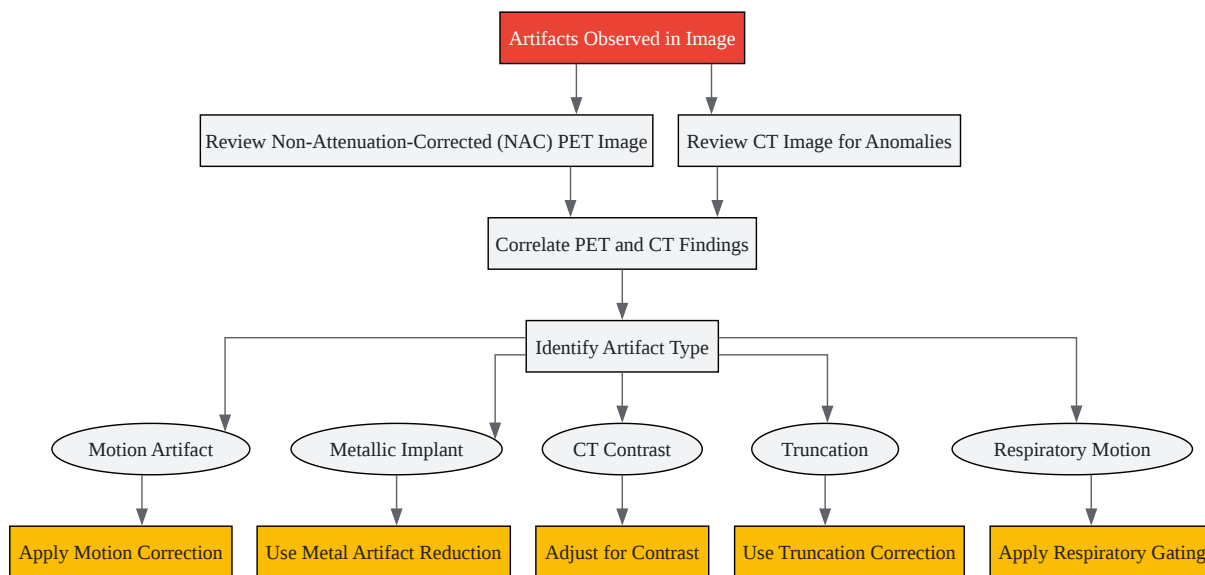 Artifacts Observed in Image
Review Non-Attenuation-Corrected (NAC) PET Image
Review CT Image for Anomalies
Correlate PET and CT Findings
Identify Artifact Type
Motion Artifact
Metallic Implant
CT Contrast
Truncation
Respiratory Motion
Apply Motion Correction
Use Metal Artifact Reduction
Adjust for Contrast
Use Truncation Correction
Apply Respiratory Gating